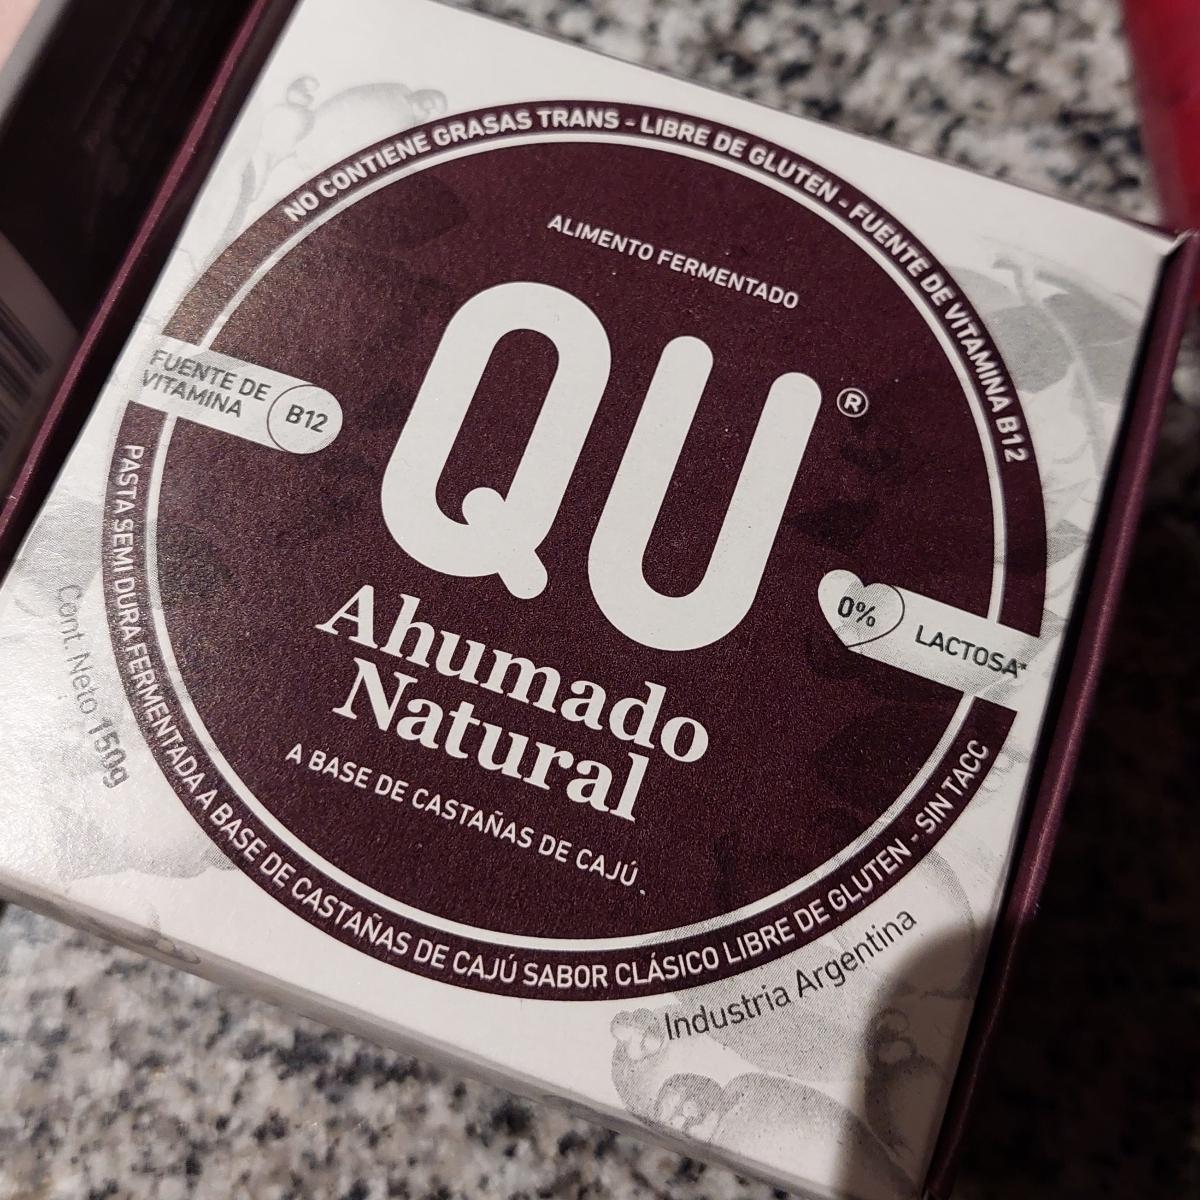 NO CONTIENE GRASAS TRANS - LIBRE DE GLUTEN - FUENTE DE VITAMINA B12
ALIMENTO FERMENTADO
QU®
FUENTE DE
VITAMINA
B12
0%
LACTOSA*
Ahumado
Natural
A BASE DE CASTAÑAS DE CAJÚ.
PASTA SEMI DURA FERMENTADA A BASE DE CASTAÑAS DE CAJÚ SABOR CLÁSICO LIBRE DE GLUTEN - SIN TACC
Cont. Neto 150g
Industria Argentina